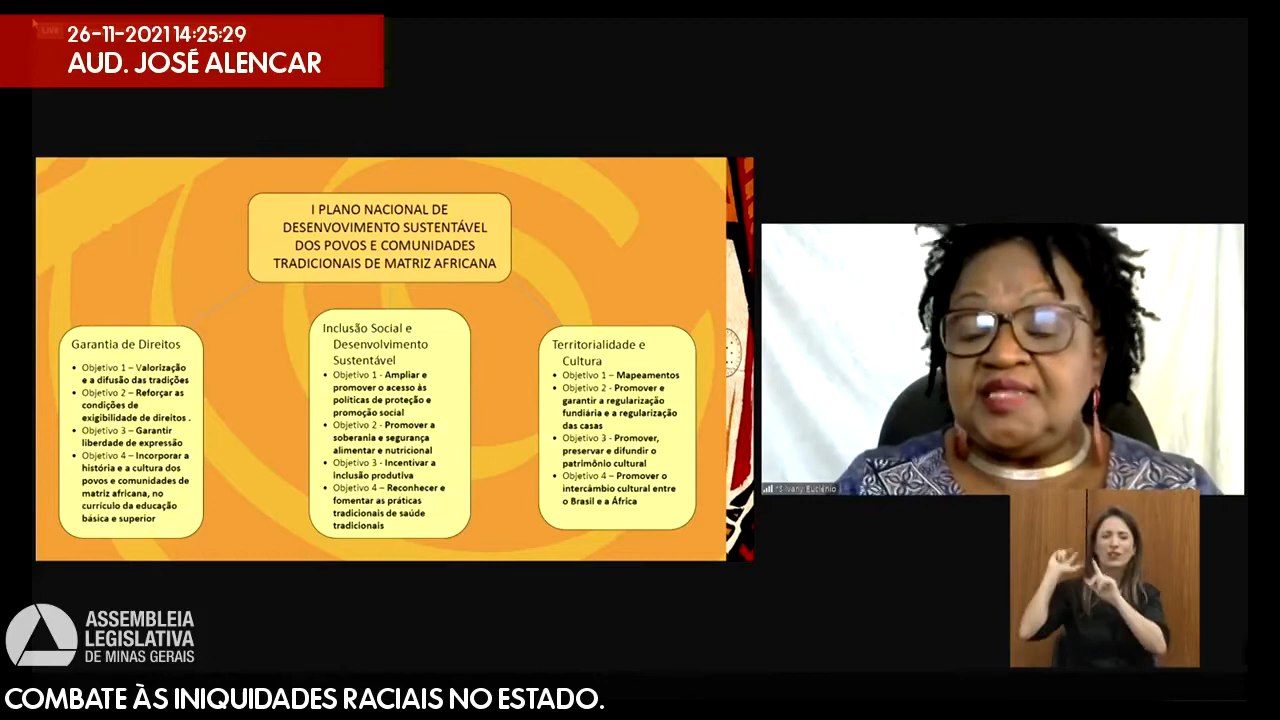 LIVE
26-11-2021 14:25:29
AUD. JOSÉ ALENCAR
I PLANO NACIONAL DE
DESENVOVIMENTO SUSTENTÁVEL
DOS POVOS E COMUNIDADES
TRADICIONAIS DE MATRIZ AFRICANA
Garantia de Direitos
• Objetivo 1 – Valorização
e a difusão das tradições
• Objetivo 2 – Reforçar as
condições de
exigibilidade de direitos .
• Objetivo 3 – Garantir
liberdade de expressão
• Objetivo 4 – Incorporar a
história e a cultura dos
povos e comunidades de
matriz africana, no
currículo da educação
básica e superior
Inclusão Social e
Desenvolvimento
Sustentável
• Objetivo 1 - Ampliar e
promover o acesso às
políticas de proteção e
promoção social
• Objetivo 2 - Promover a
soberania e segurança
alimentar e nutricional
• Objetivo 3 - Incentivar a
inclusão produtiva
• Objetivo 4 – Reconhecer e
fomentar as práticas
tradicionais de saúde
tradicionais
Territorialidade e
Cultura
• Objetivo 1 – Mapeamentos
• Objetivo 2 - Promover e
garantir a regularização
fundiária e a regularização
das casas
• Objetivo 3 - Promover,
preservar e difundir o
patrimônio cultural
• Objetivo 4 – Promover o
intercâmbio cultural entre
o Brasil e a África
Silvany Euclênio
ASSEMBLEIA
LEGISLATIVA
DE MINAS GERAIS
COMBATE ÀS INIQUIDADES RACIAIS NO ESTADO.